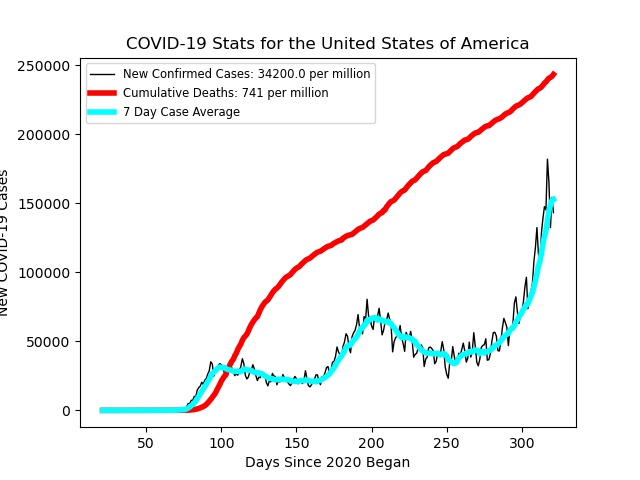 COVID-19 Stats for the United States of America
New Confirmed Cases: 34200.0 per million
Cumulative Deaths: 741 per million
7 Day Case Average
250000
200000
150000
100000
50000
0
New COVID-19 Cases
50 100 150 200 250 300
Days Since 2020 Began